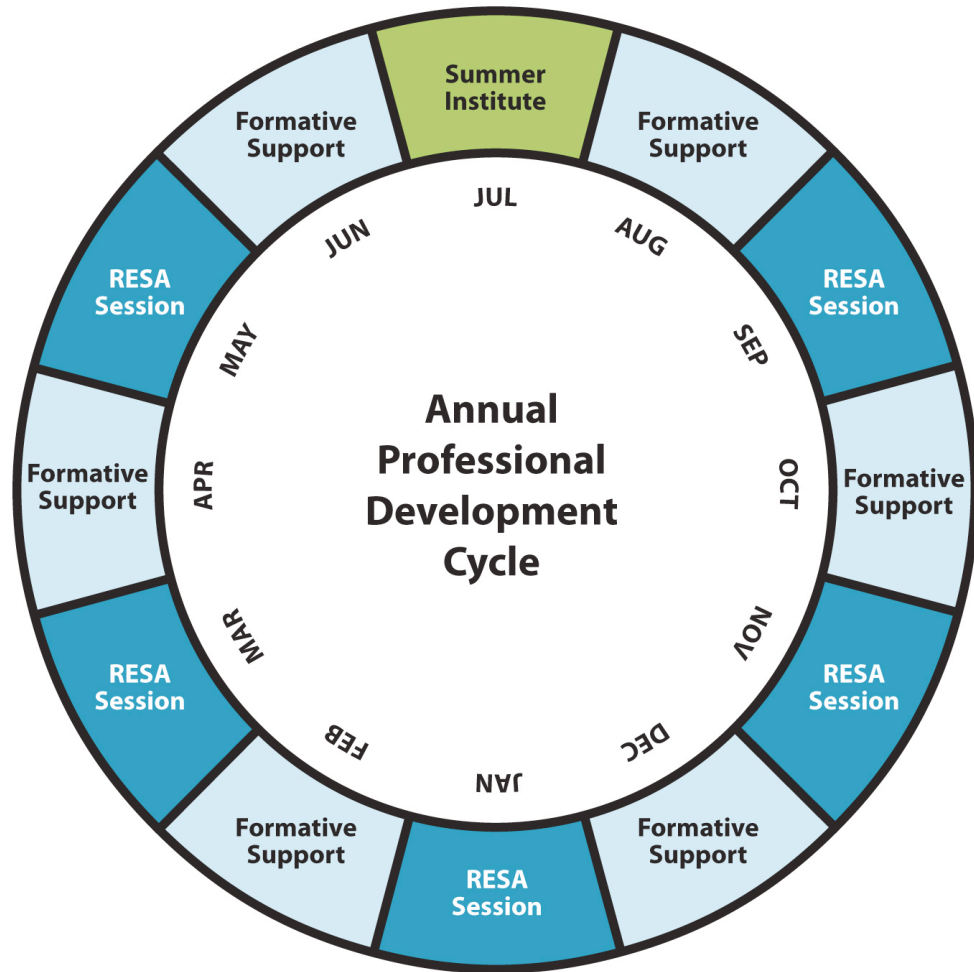 Summer
Institute
JUL
Formative
Support
AUG
RESA
Session
SEP
Formative
Support
OCT
RESA
Session
NOV
Formative
Support
DEC
RESA
Session
JAN
Formative
Support
FEB
RESA
Session
MAR
Formative
Support
APR
RESA
Session
MAY
Formative
Support
JUN
Annual
Professional
Development
Cycle